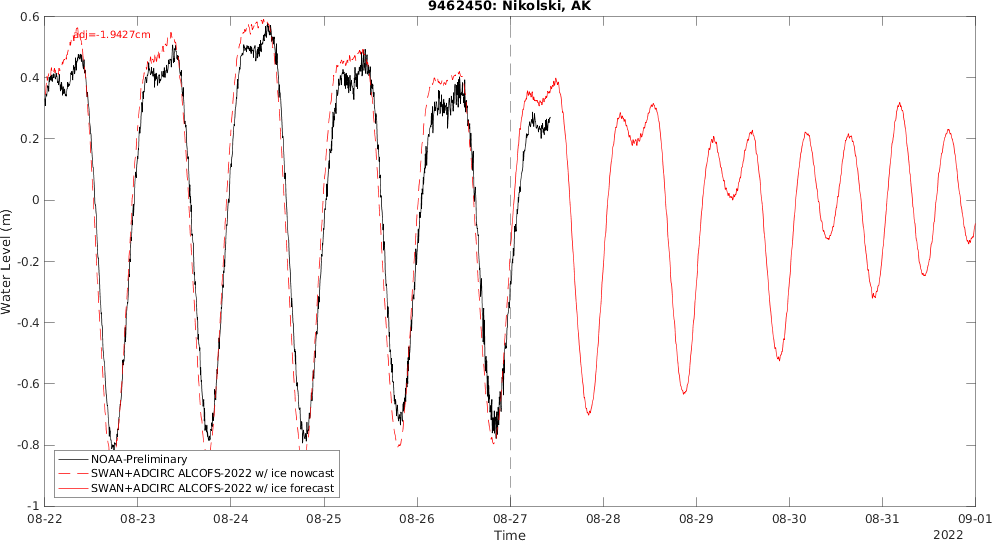 9462450: Nikolski, AK
adj=-1.9427cm
0.6
0.4
0.2
0
-0.2
-0.4
-0.6
-0.8
-1
Water Level (m)
NOAA-Preliminary
SWAN+ADCIRC ALCOFS-2022 w/ ice nowcast
SWAN+ADCIRC ALCOFS-2022 w/ ice forecast
08-22 08-23 08-24 08-25 08-26 08-27 08-28 08-29 08-30 08-31 09-01
Time
2022